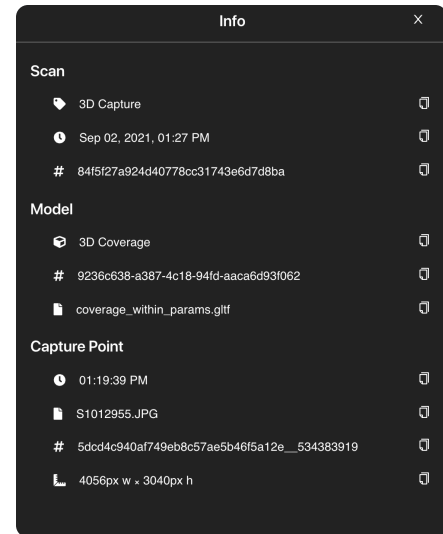 Info X
Scan
3D Capture
Sep 02, 2021, 01:27 PM
# 84f5f27a924d40778cc31743e6d7d8ba
Model
3D Coverage
# 9236c638-a387-4c18-94fd-aaca6d93f062
coverage_within_params.gltf
Capture Point
01:19:39 PM
S1012955.JPG
# 5dcd4c940af749eb8c57ae5b46f5a12e__534383919
4056px w × 3040px h